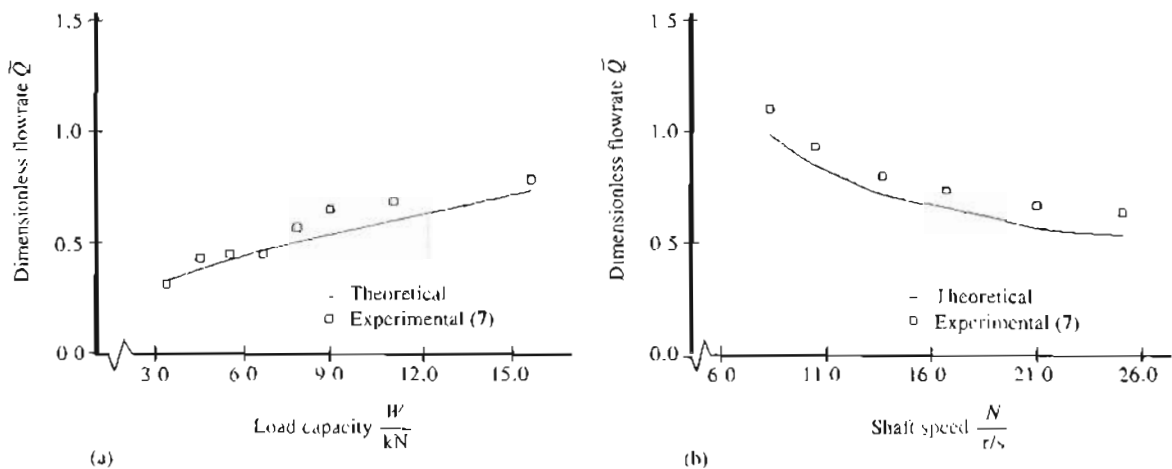 1.5
1.0
0.5
0.0
Dimensionless flowrate Q̄
3.0 6.0 9.0 12.0 15.0
Load capacity W/kN
Theoretical
Experimental (7)
(a)
1.5
1.0
0.5
0.0
Dimensionless flowrate Q̄
6.0 11.0 16.0 21.0 26.0
Shaft speed N/r/s
Theoretical
Experimental (7)
(b)